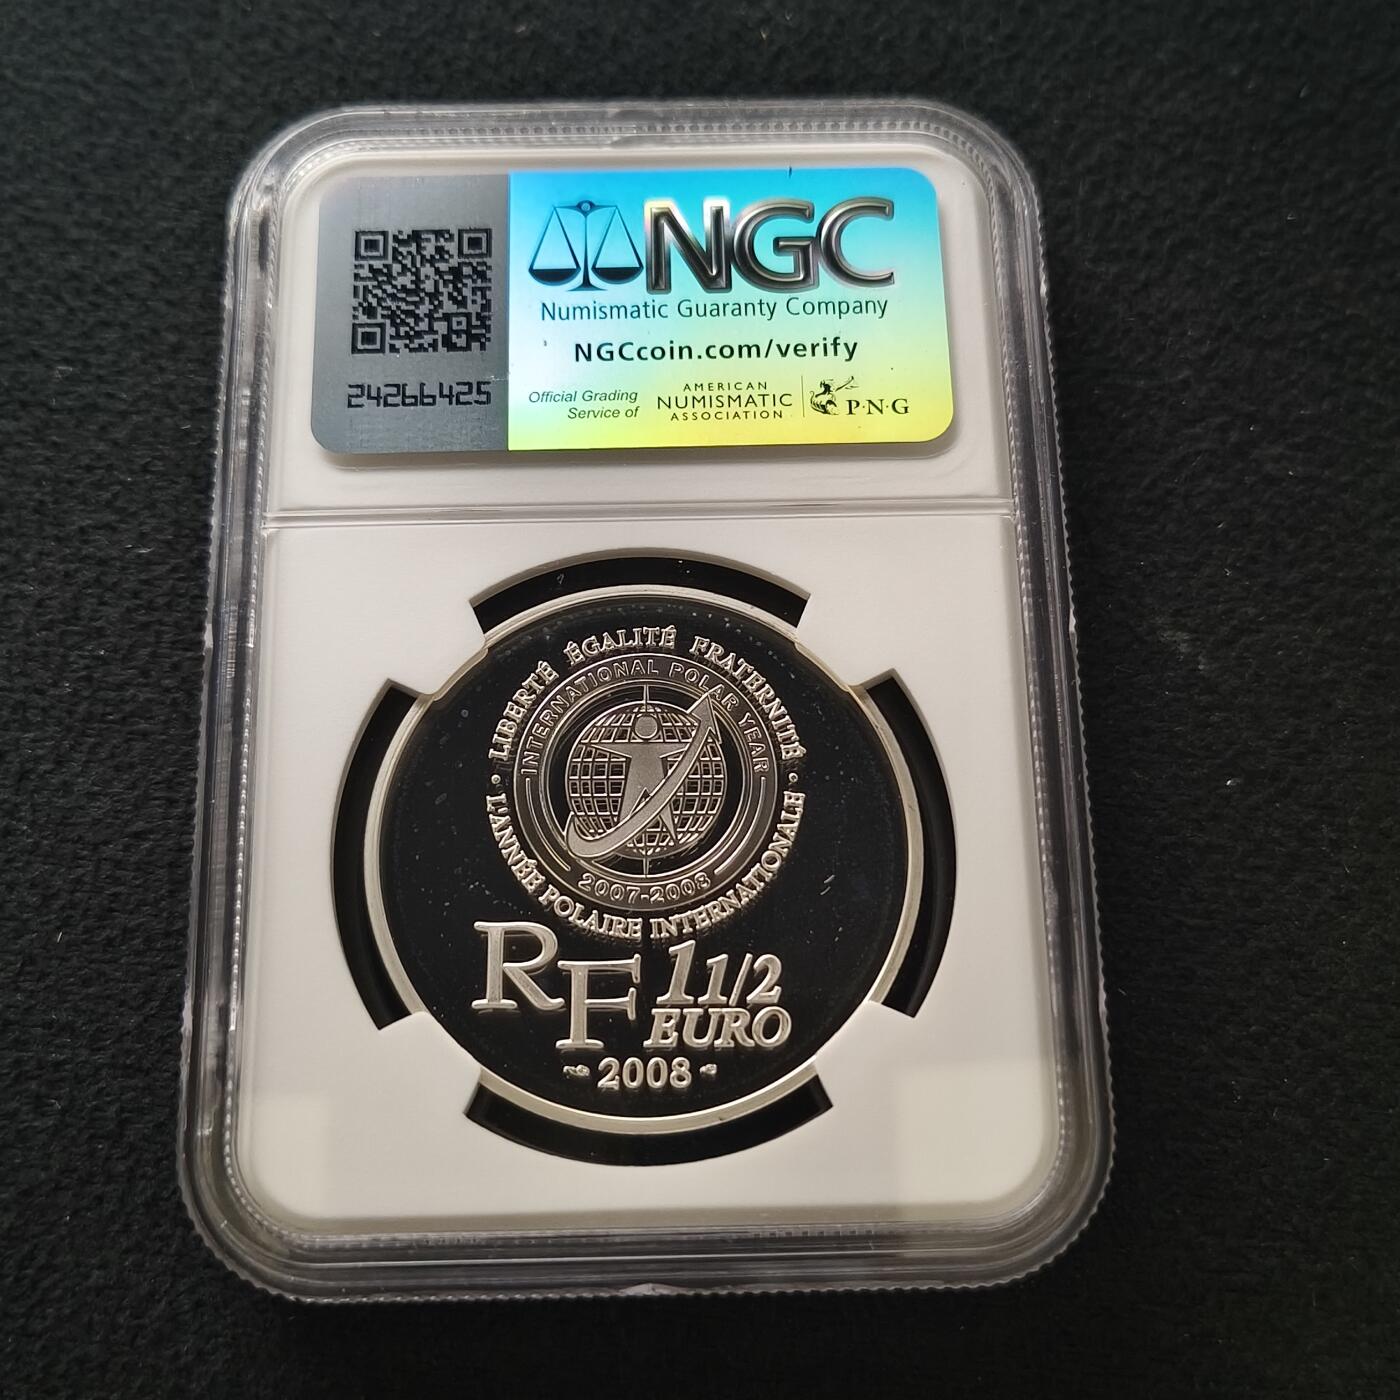 NGC
Numismatic Guaranty Company
NGCcoin.com/verify
24266425
Official Grading
Service of
AMERICAN
NUMISMATIC
ASSOCIATION
P·N·G
LIBERTÉ ÉGALITÉ FRATERNITÉ
INTERNATIONAL POLAR YEAR
2007-2008
• L'ANNÉE POLAIRE INTERNATIONALE •
RF
1 1/2
EURO
2008